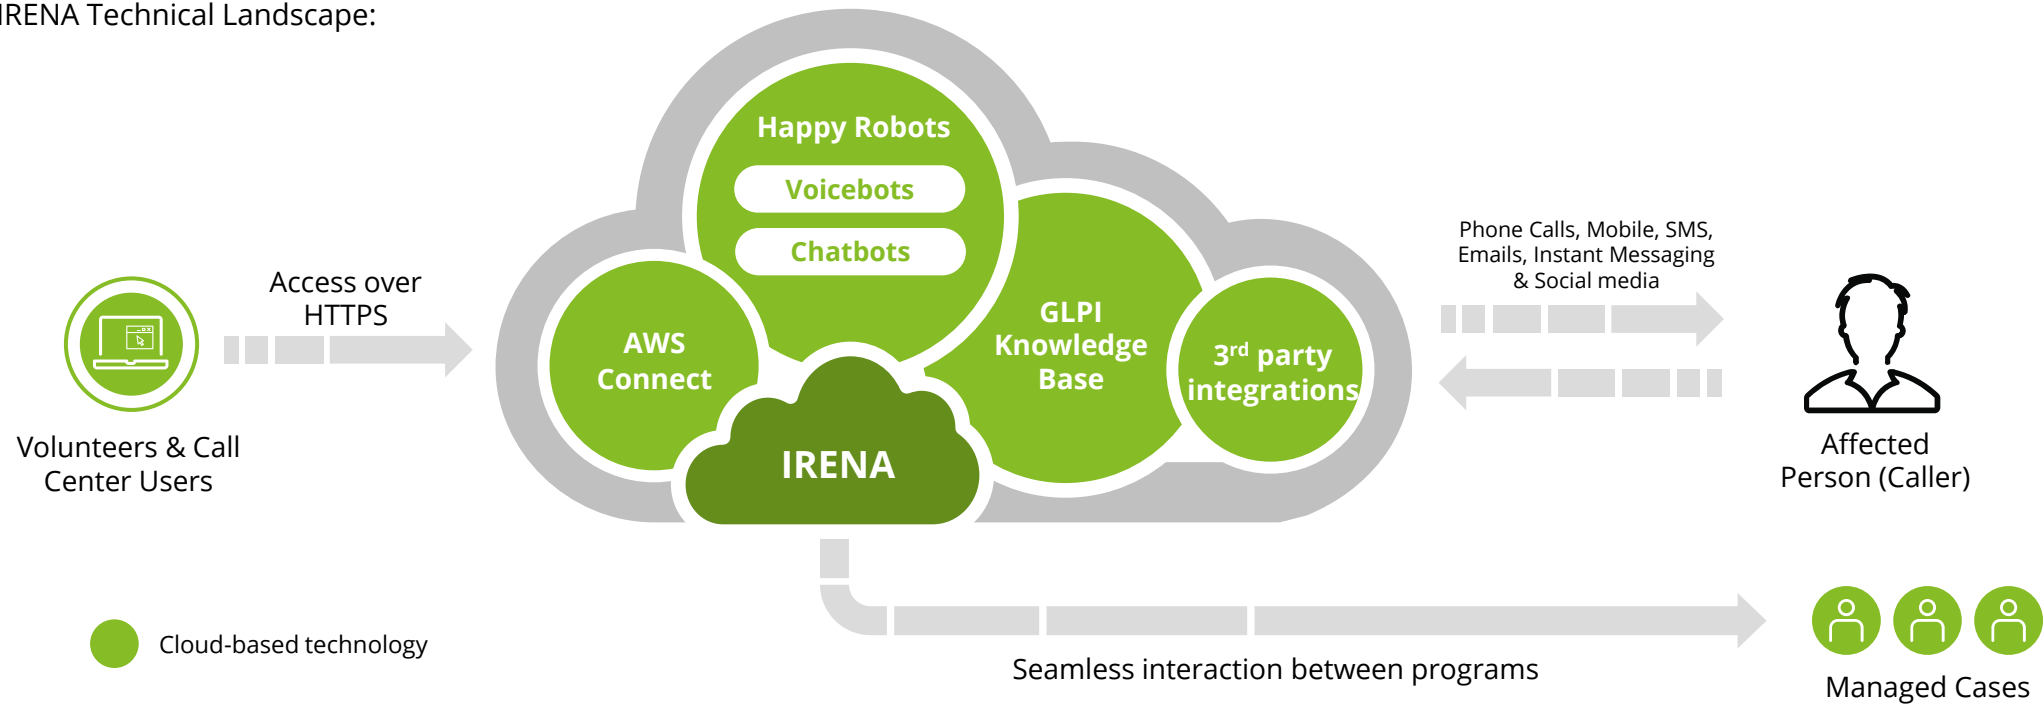 IRENA Technical Landscape:
Happy Robots
Voicebots
Chatbots
Access over
HTTPS
AWS
Connect
GLPI
Knowledge
Base
3rd party
integrations
IRENA
Phone Calls, Mobile, SMS,
Emails, Instant Messaging
& Social media
Volunteers & Call
Center Users
Affected
Person (Caller)
Cloud-based technology
Seamless interaction between programs
Managed Cases